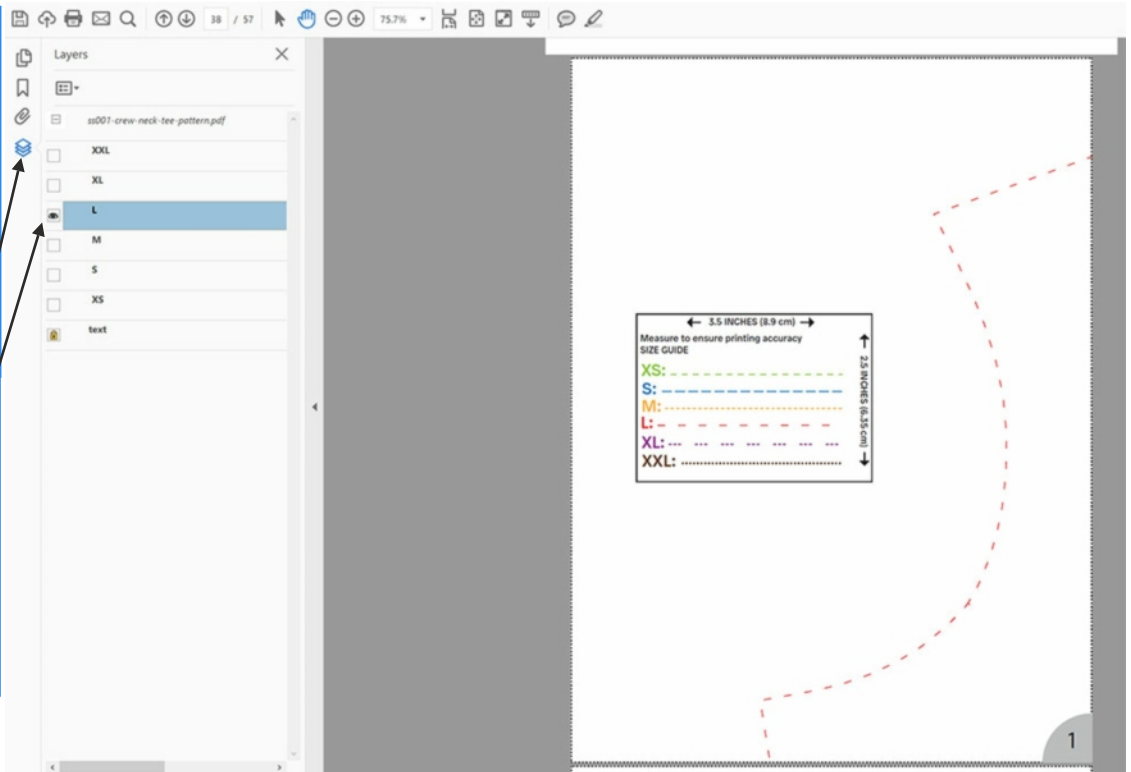 38 / 57
75.7%
Layers
ss001-crew-neck-tee-pattern.pdf
XXL
XL
L
M
S
XS
text
3.5 INCHES (8.9 cm)
Measure to ensure printing accuracy
SIZE GUIDE
XS:
S:
M:
L:
XL:
XXL:
2.5 INCHES (6.35 cm)
1